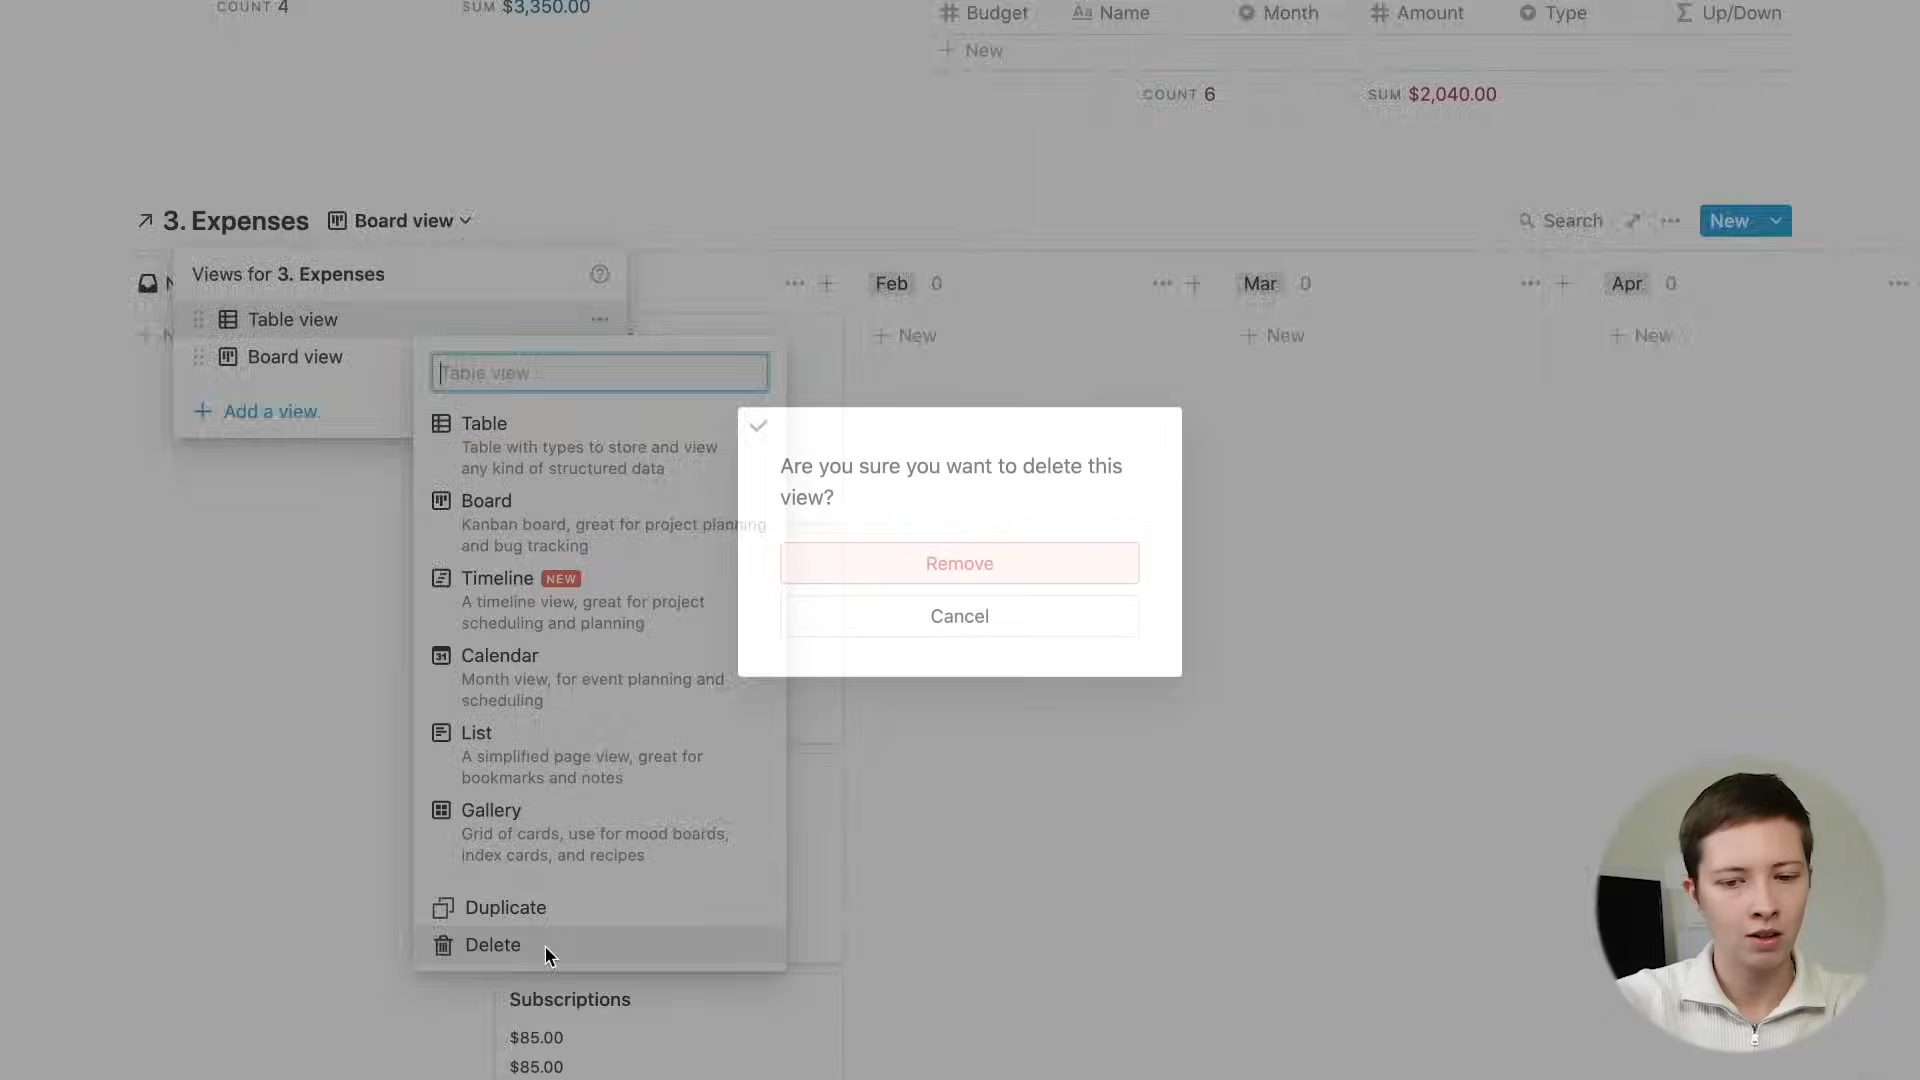 COUNT 4
SUM $3,350.00
Budget
Name
Month
Amount
Type
Up/Down
New
COUNT 6
SUM $2,040.00
3. Expenses
Board view
Search
New
Views for 3. Expenses
N
Feb 0
Mar 0
Apr 0
Table view
New
New
New
N
Board view
Table view
Add a view
Table
Table with types to store and view
any kind of structured data
Board
Kanban board, great for project planning
and bug tracking
Timeline NEW
A timeline view, great for project
scheduling and planning
31
Calendar
Month view, for event planning and
scheduling
List
A simplified page view, great for
bookmarks and notes
Gallery
Grid of cards, use for mood boards,
index cards, and recipes
Duplicate
Delete
Are you sure you want to delete this
view?
Remove
Cancel
Subscriptions
$85.00
$85.00